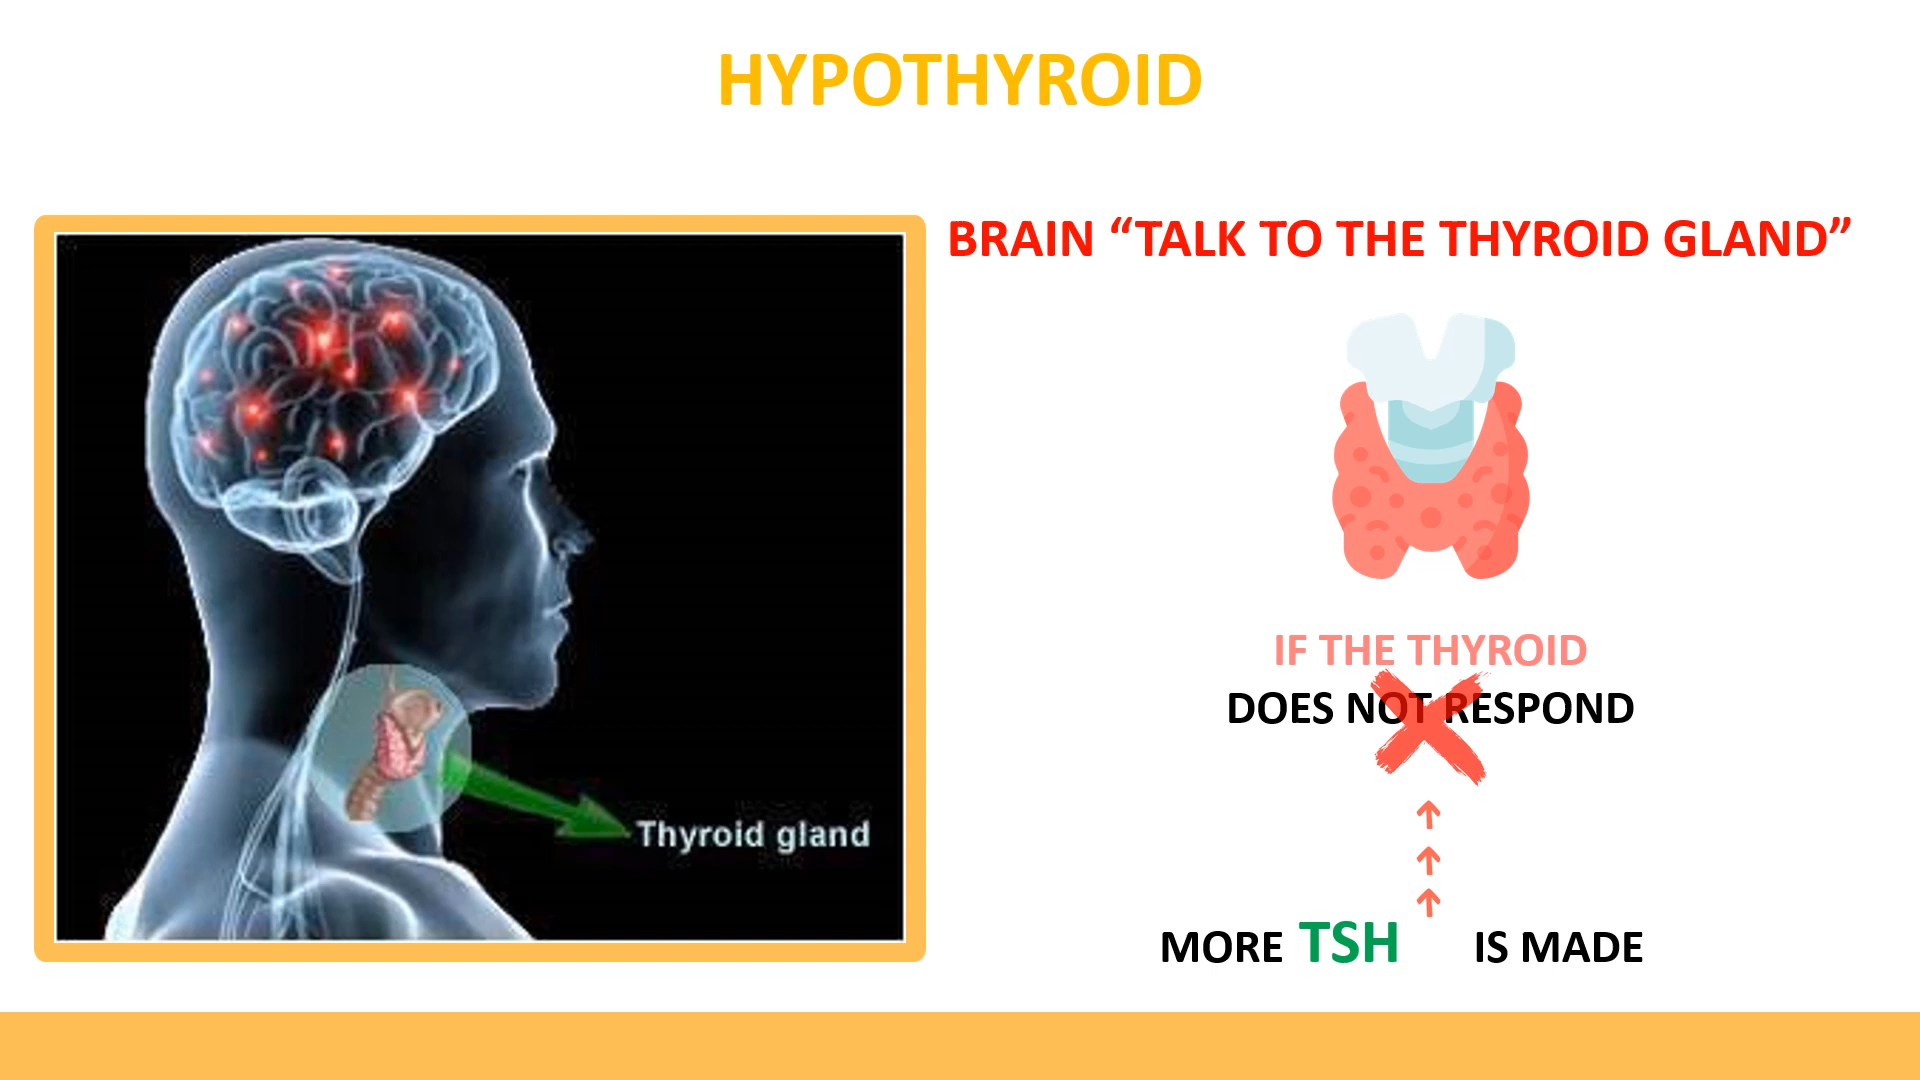 HYPOTHYROID
BRAIN “TALK TO THE THYROID GLAND”
Thyroid gland
IF THE THYROID
DOES NOT RESPOND
MORE TSH IS MADE